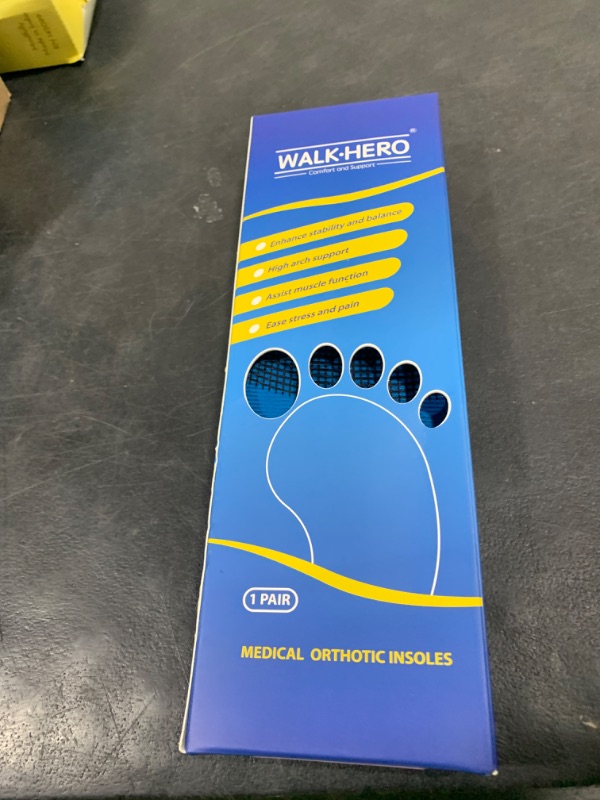 WALK·HERO®
Comfort and Support
Enhance stability and balance
High arch support
Assist muscle function
Ease stress and pain
1 PAIR
MEDICAL ORTHOTIC INSOLES